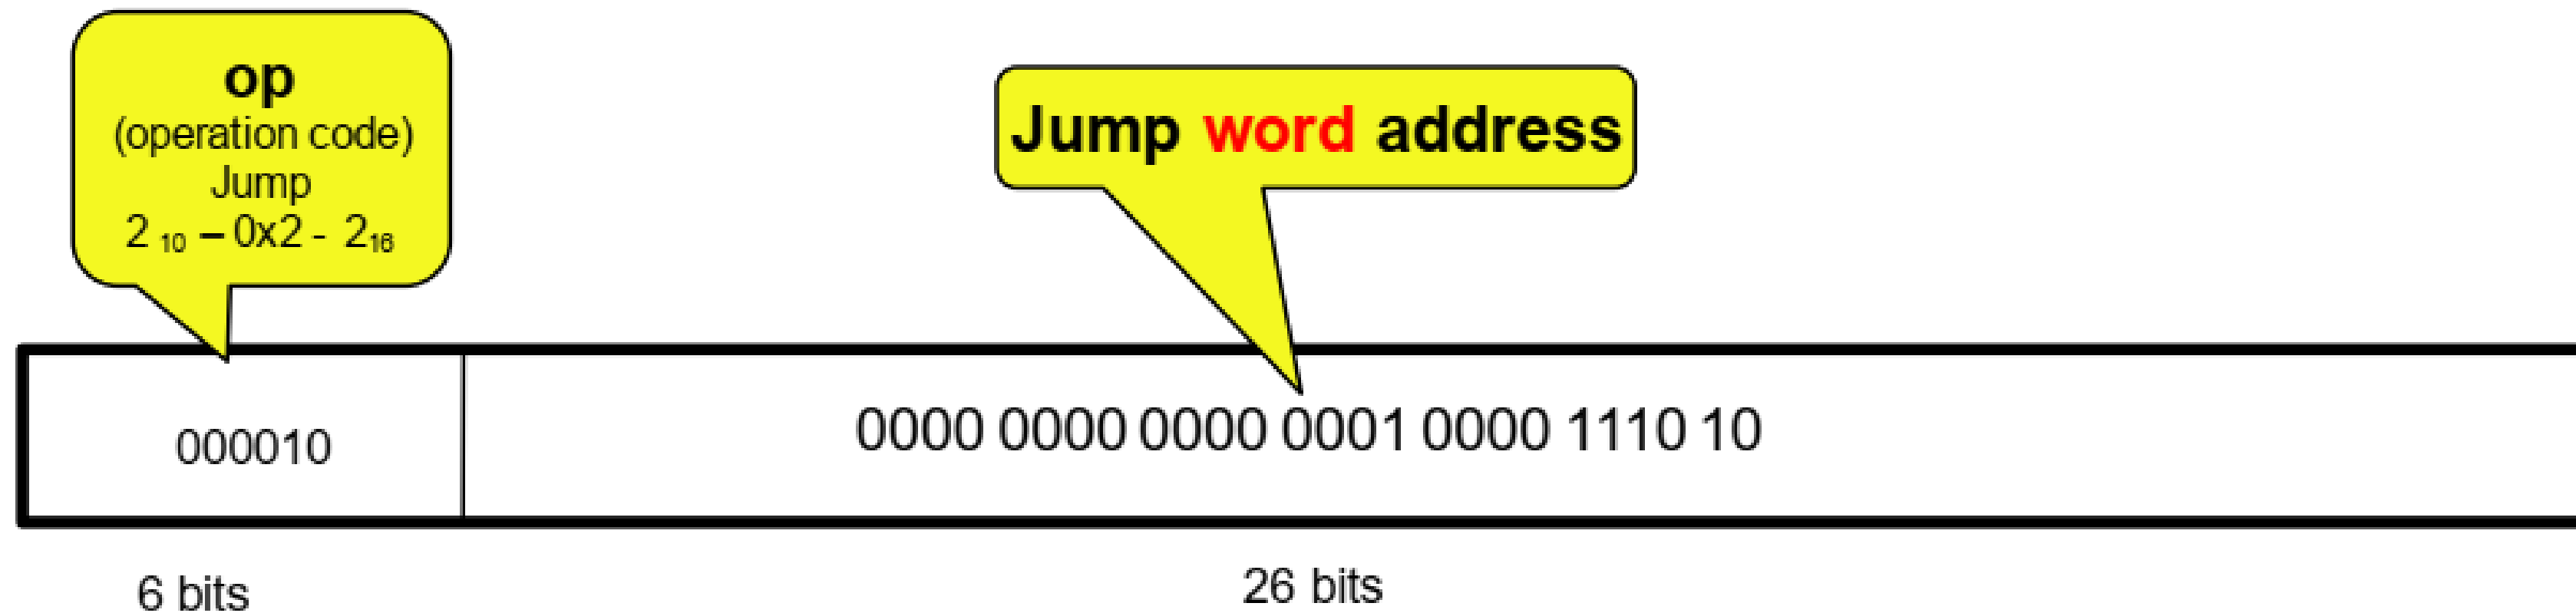 op
(operation code)
Jump
2 ₁₀ – 0x2 - 2₁₆
Jump word address
000010
0000 0000 0000 0001 0000 1110 10
6 bits
26 bits